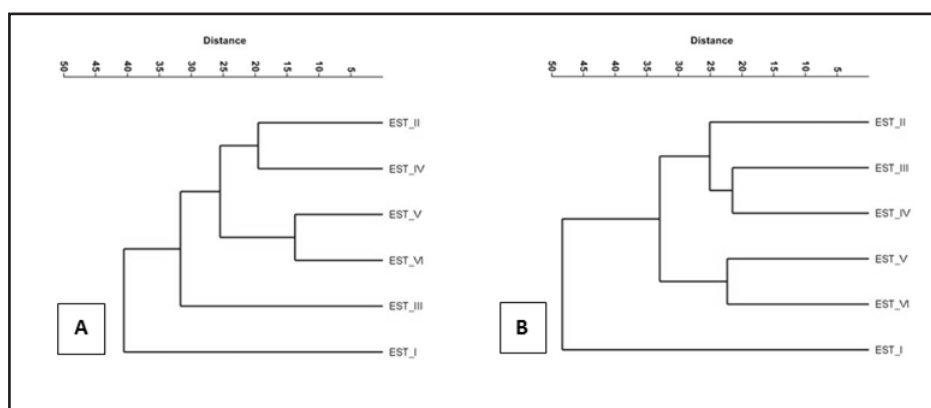 Distance
50 45 40 35 30 25 20 15 10 5
EST_II
EST_IV
EST_V
EST_VI
EST_III
EST_I
A
Distance
50 45 40 35 30 25 20 15 10 5
EST_II
EST_III
EST_IV
EST_V
EST_VI
EST_I
B